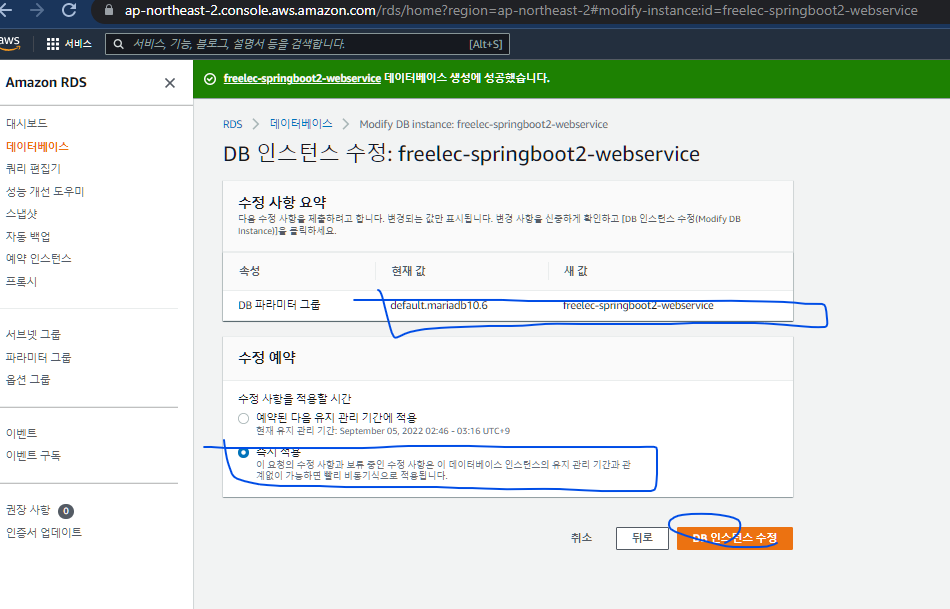 ap-northeast-2.console.aws.amazon.com/rds/home?region=ap-northeast-2#modify-instance:id=freelec-springboot2-webservice
aws
서비스
서비스, 기능, 블로그, 설명서 등을 검색합니다.
[Alt+S]
Amazon RDS
대시보드
데이터베이스
쿼리 편집기
성능 개선 도우미
스냅샷
자동 백업
예약 인스턴스
프록시
서브넷 그룹
파라미터 그룹
옵션 그룹
이벤트
이벤트 구독
권장 사항 0
인증서 업데이트
freelec-springboot2-webservice 데이터베이스 생성에 성공했습니다.
RDS > 데이터베이스 > Modify DB instance: freelec-springboot2-webservice
DB 인스턴스 수정: freelec-springboot2-webservice
수정 사항 요약
다음 수정 사항을 제출하려고 합니다. 변경되는 값만 표시됩니다. 변경 사항을 신중하게 확인하고 [DB 인스턴스 수정(Modify DB
Instance)]을 클릭하세요.
속성 현재 값 새 값
DB 파라미터 그룹 default.mariadb10.6 freelec-springboot2-webservice
수정 예약
수정 사항을 적용할 시간
예약된 다음 유지 관리 기간에 적용
현재 유지 관리 기간: September 05, 2022 02:46 - 03:16 UTC+9
즉시 적용
이 요청의 수정 사항과 보류 중인 수정 사항은 이 데이터베이스 인스턴스의 유지 관리 기간과 관
계없이 가능하면 빨리 비동기식으로 적용됩니다.
취소
뒤로
DB 인스턴스 수정